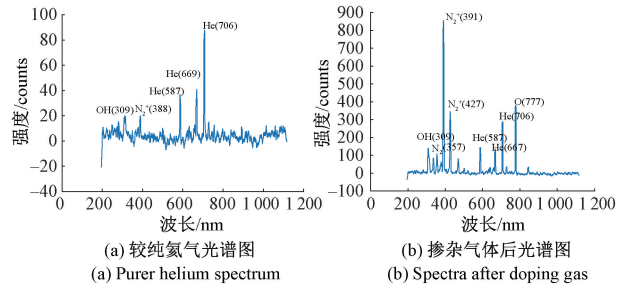 100
80
60
40
20
0
−20
−40
强度/counts
He(706)
He(669)
He(587)
OH(309)
N₂⁺(388)
0 200 400 600 800 1 000 1 200
波长/nm
(a) 较纯氦气光谱图
(a) Purer helium spectrum
900
800
700
600
500
400
300
200
100
0
−100
强度/counts
N₂⁺(391)
N₂⁺(427)
O(777)
He(706)
OH(309)
He(587)
N₂(357)
He(667)
0 200 400 600 800 1 000 1 200
波长/nm
(b) 掺杂气体后光谱图
(b) Spectra after doping gas